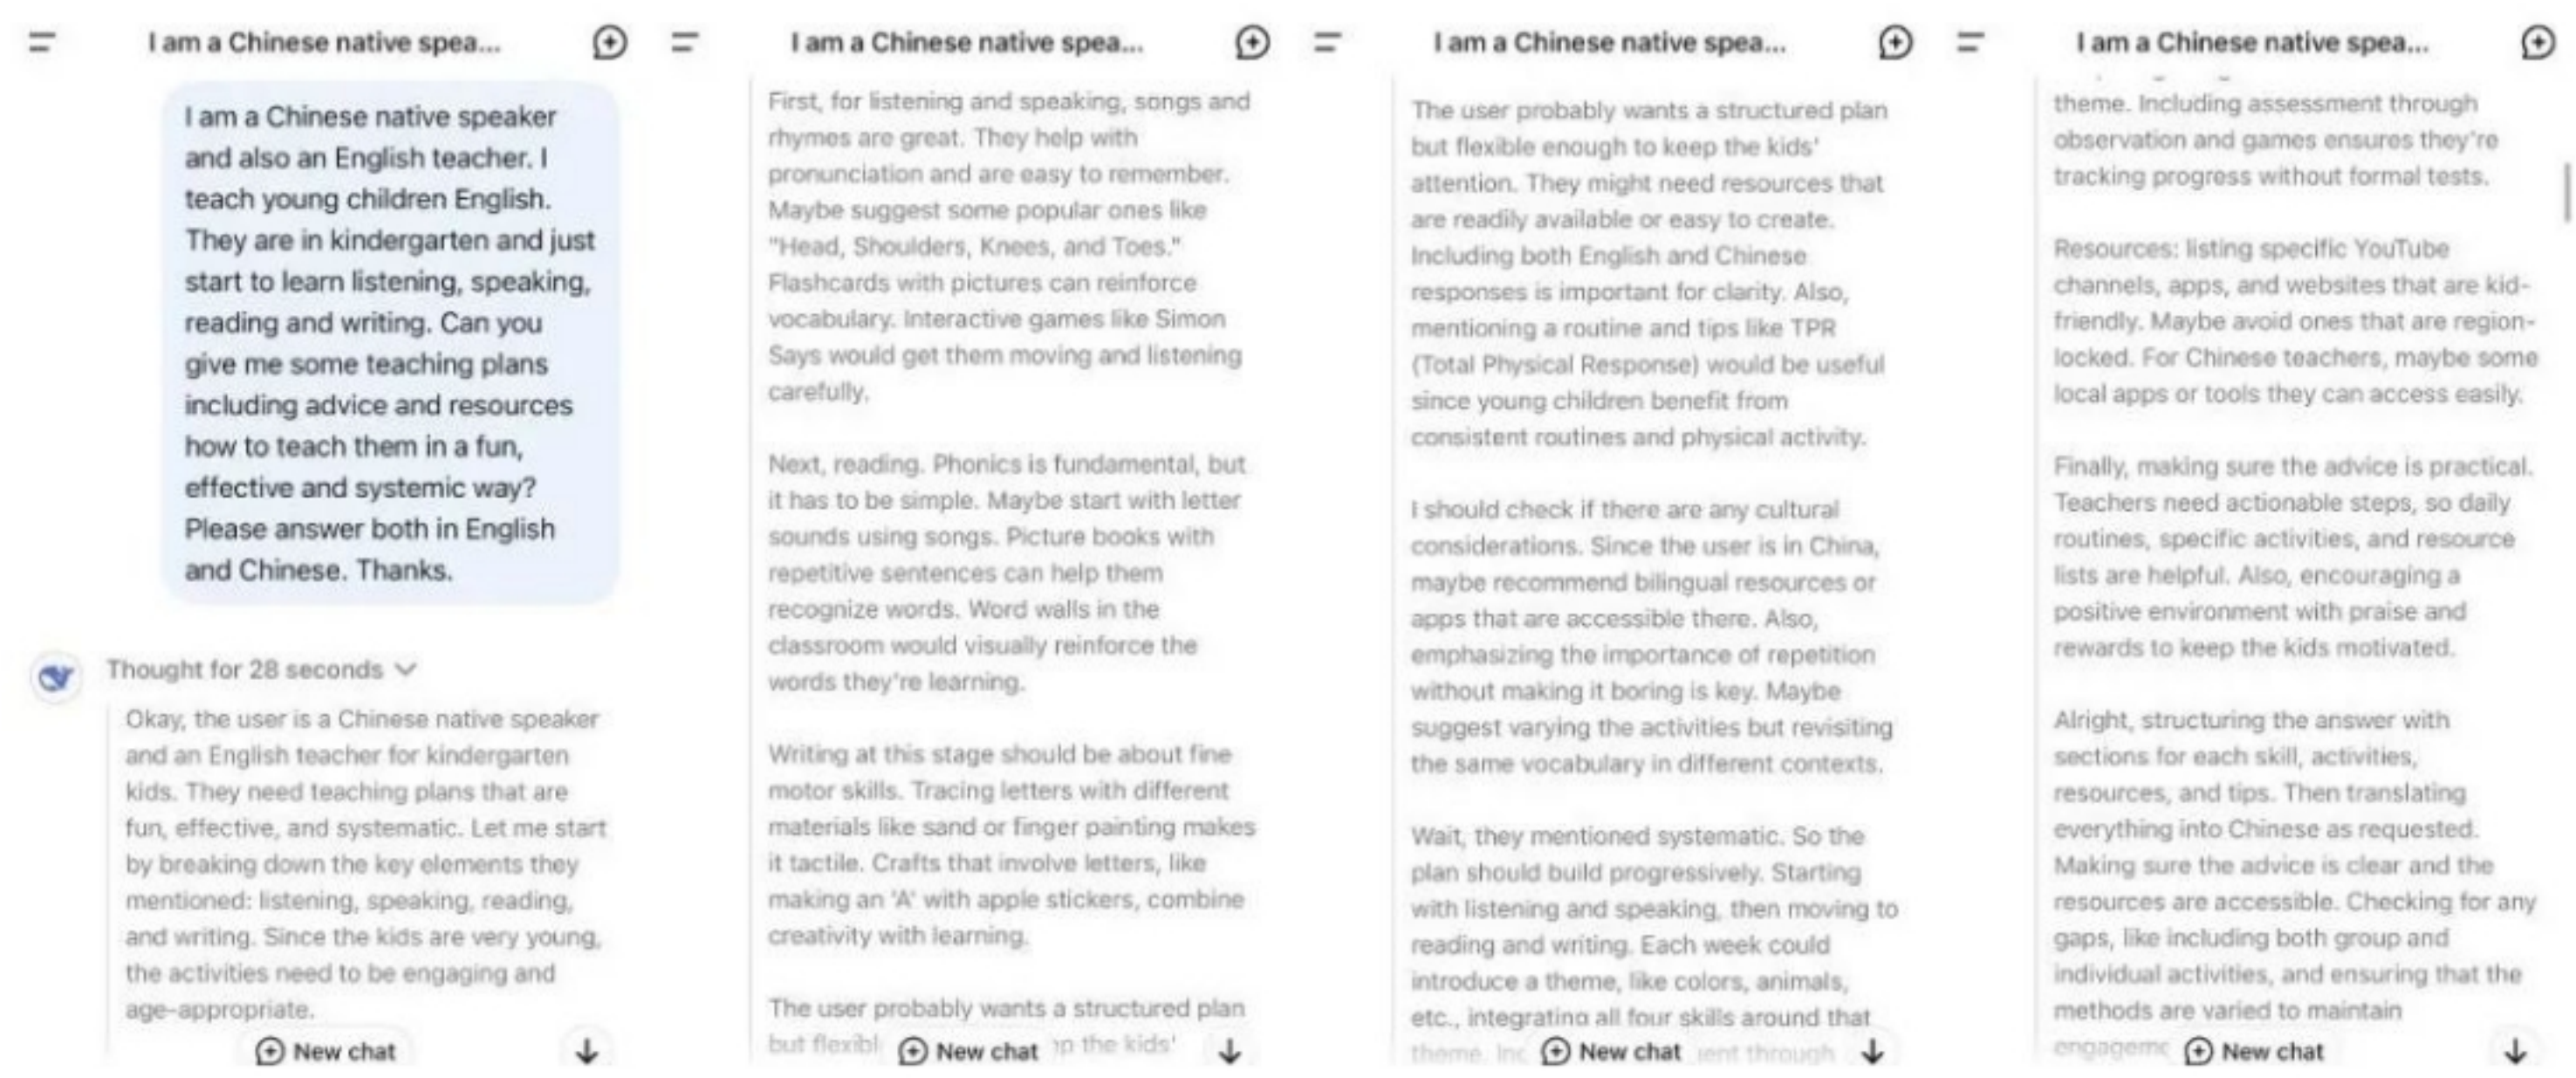 I am a Chinese native spea...
I am a Chinese native speaker
and also an English teacher. I
teach young children English.
They are in kindergarten and just
start to learn listening, speaking,
reading and writing. Can you
give me some teaching plans
including advice and resources
how to teach them in a fun,
effective and systemic way?
Please answer both in English
and Chinese. Thanks.
Thought for 28 seconds
Okay, the user is a Chinese native speaker
and an English teacher for kindergarten
kids. They need teaching plans that are
fun, effective, and systematic. Let me start
by breaking down the key elements they
mentioned: listening, speaking, reading,
and writing. Since the kids are very young,
the activities need to be engaging and
age-appropriate.
New chat
I am a Chinese native spea...
First, for listening and speaking, songs and
rhymes are great. They help with
pronunciation and are easy to remember.
Maybe suggest some popular ones like
"Head, Shoulders, Knees, and Toes."
Flashcards with pictures can reinforce
vocabulary. Interactive games like Simon
Says would get them moving and listening
carefully.
Next, reading. Phonics is fundamental, but
it has to be simple. Maybe start with letter
sounds using songs. Picture books with
repetitive sentences can help them
recognize words. Word walls in the
classroom would visually reinforce the
words they're learning.
Writing at this stage should be about fine
motor skills. Tracing letters with different
materials like sand or finger painting makes
it tactile. Crafts that involve letters, like
making an 'A' with apple stickers, combine
creativity with learning.
The user probably wants a structured plan
but flexibl the kids'
New chat
I am a Chinese native spea...
The user probably wants a structured plan
but flexible enough to keep the kids'
attention. They might need resources that
are readily available or easy to create.
Including both English and Chinese
responses is important for clarity. Also,
mentioning a routine and tips like TPR
(Total Physical Response) would be useful
since young children benefit from
consistent routines and physical activity.
I should check if there are any cultural
considerations. Since the user is in China,
maybe recommend bilingual resources or
apps that are accessible there. Also,
emphasizing the importance of repetition
without making it boring is key. Maybe
suggest varying the activities but revisiting
the same vocabulary in different contexts.
Wait, they mentioned systematic. So the
plan should build progressively. Starting
with listening and speaking, then moving to
reading and writing. Each week could
introduce a theme, like colors, animals,
etc., integrating all four skills around that
theme. Inc through
New chat
I am a Chinese native spea...
theme. Including assessment through
observation and games ensures they're
tracking progress without formal tests.
Resources: listing specific YouTube
channels, apps, and websites that are kid-
friendly. Maybe avoid ones that are region-
locked. For Chinese teachers, maybe some
local apps or tools they can access easily.
Finally, making sure the advice is practical.
Teachers need actionable steps, so daily
routines, specific activities, and resource
lists are helpful. Also, encouraging a
positive environment with praise and
rewards to keep the kids motivated.
Alright, structuring the answer with
sections for each skill, activities,
resources, and tips. Then translating
everything into Chinese as requested.
Making sure the advice is clear and the
resources are accessible. Checking for any
gaps, like including both group and
individual activities, and ensuring that the
methods are varied to maintain
engageme
New chat